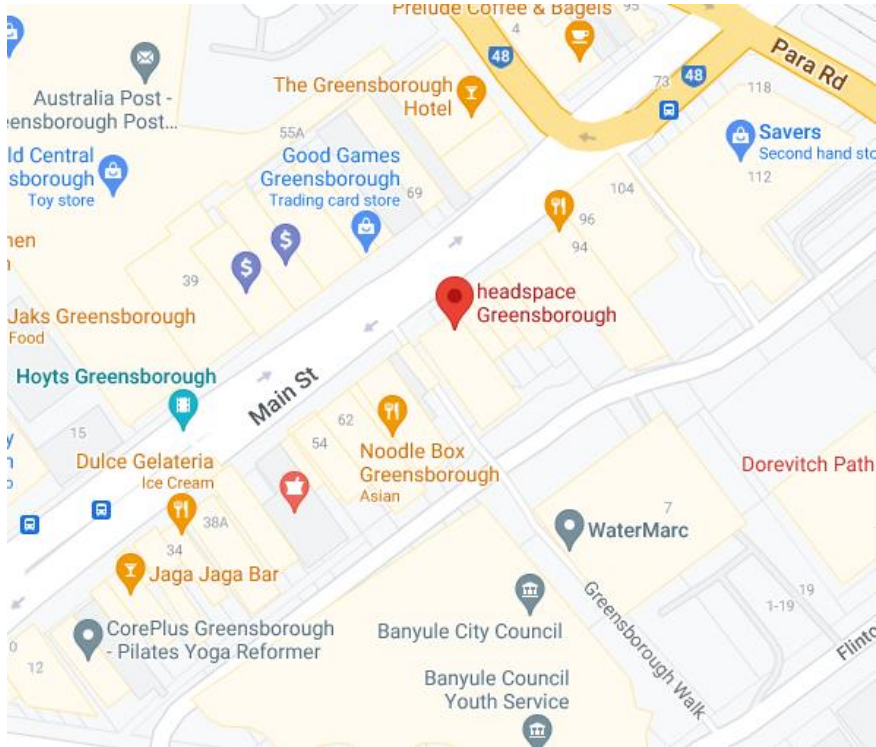 Prelude Coffee & Bagels
4
95
48
Para Rd
Australia Post -
eensborough Post...
The Greensborough
Hotel
73
48
118
55A
ld Central
sborough
Toy store
Good Games
Greensborough
Trading card store
69
Savers
Second hand sto
112
104
96
94
nen
n
39
$
$
headspace
Greensborough
Jaks Greensborough
Food
Hoyts Greensborough
Main St
15
y
n
o
62
54
Noodle Box
Greensborough
Asian
Dulce Gelateria
Ice Cream
38A
34
Jaga Jaga Bar
Dorevitch Path
7
WaterMarc
Greensborough Walk
19
1-19
Flinto
CorePlus Greensborough
- Pilates Yoga Reformer
0
12
Banyule City Council
Banyule Council
Youth Service